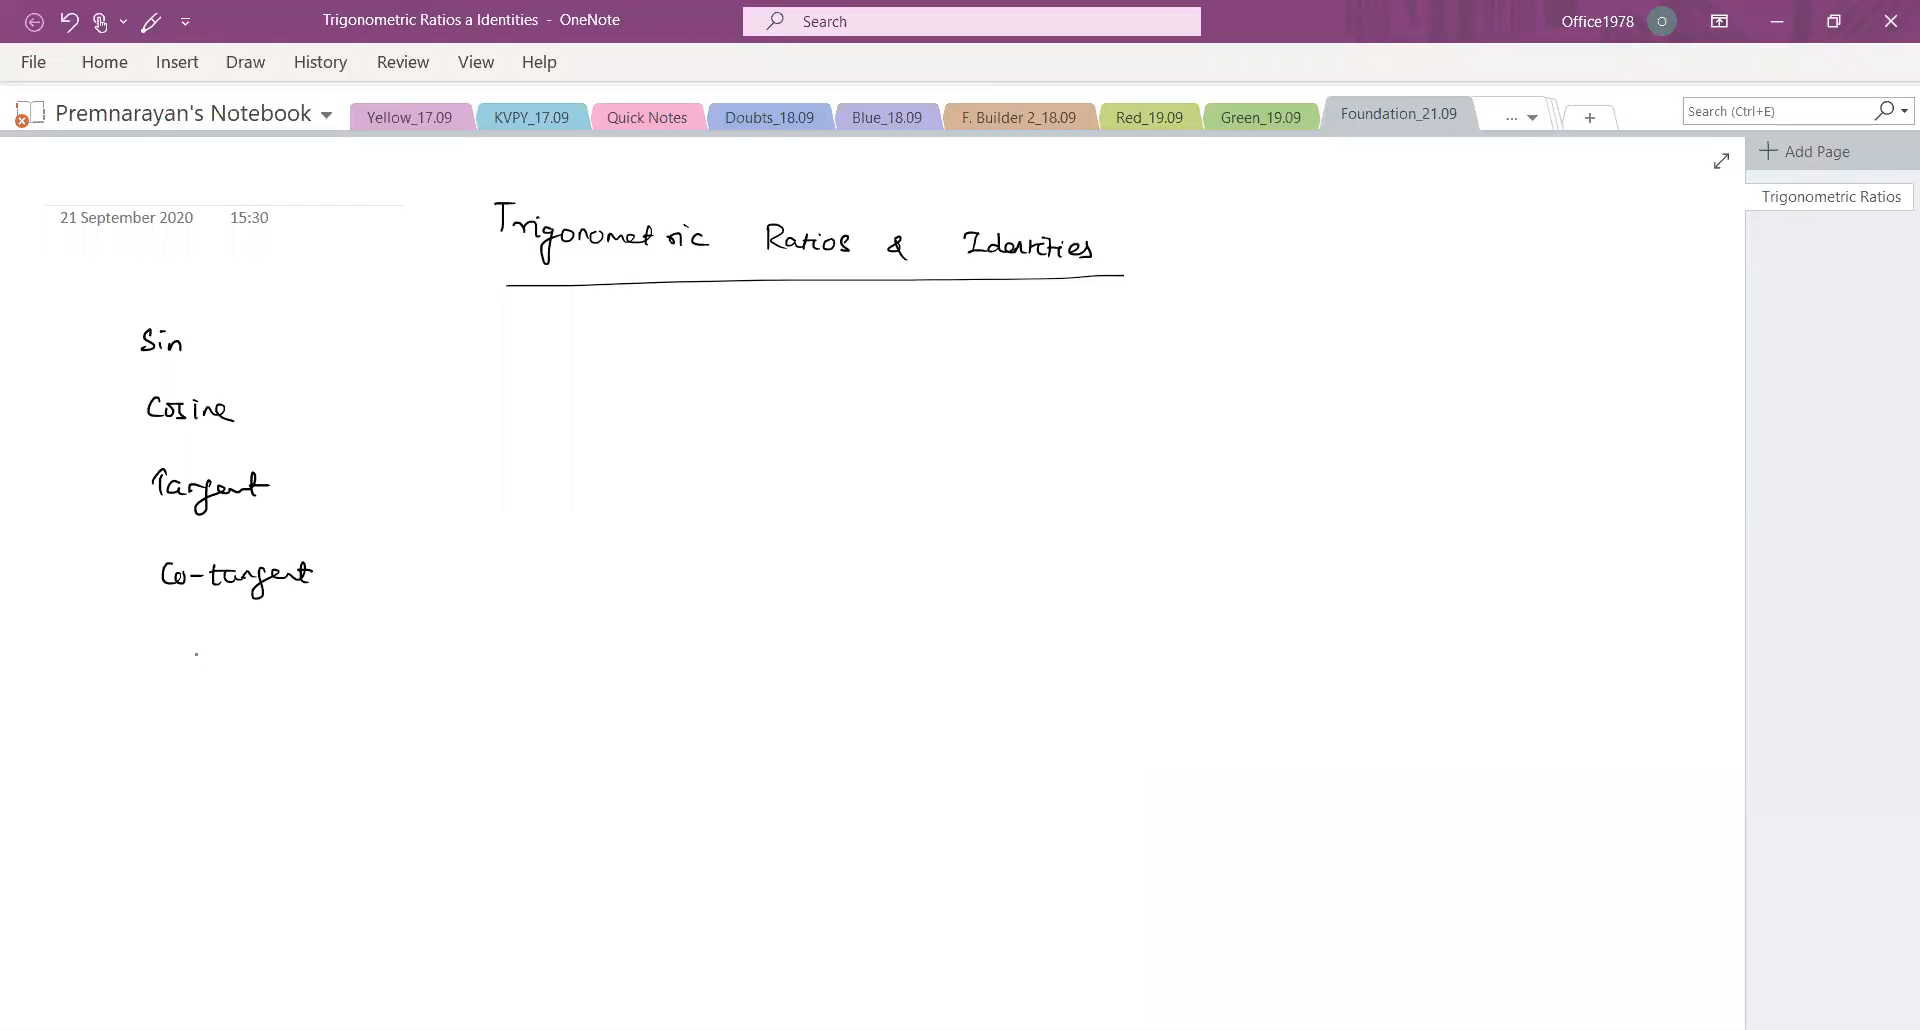 Trigonometric Ratios a Identities - OneNote
Search
Office1978
O
File Home Insert Draw History Review View Help
Premnarayan's Notebook
Yellow_17.09 KVPY_17.09 Quick Notes Doubts_18.09 Blue_18.09 F. Builder 2_18.09 Red_19.09 Green_19.09 Foundation_21.09 ...
Search (Ctrl+E)
Add Page
Trigonometric Ratios
21 September 2020 15:30
Trigonometric Ratios & Identities
Sin
Cosine
Tangent
Co-tangent